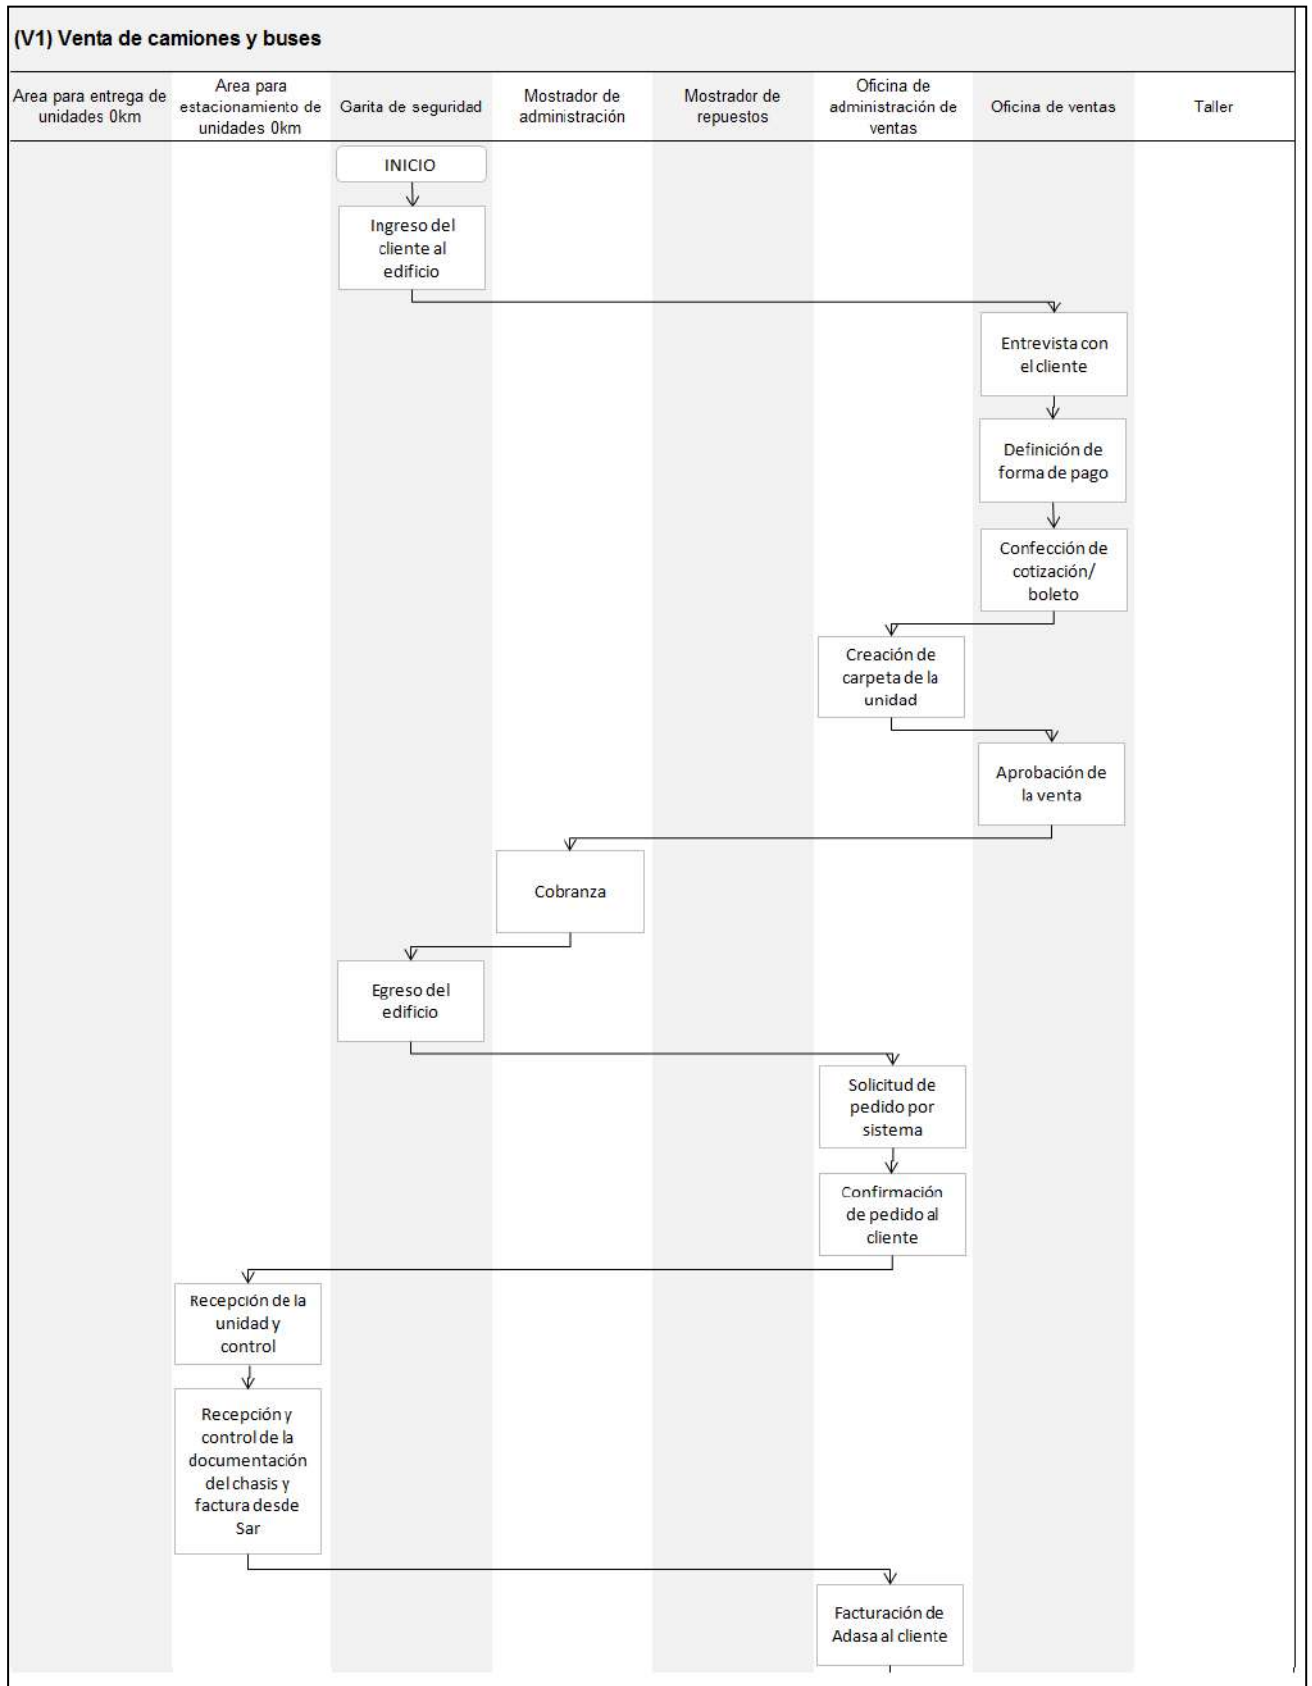 (V1) Venta de camiones y buses
Area para entrega de
unidades 0km
Area para
estacionamiento de
unidades 0km
Garita de seguridad
Mostrador de
administración
Mostrador de
repuestos
Oficina de
administración de
ventas
Oficina de ventas
Taller
INICIO
Ingreso del
cliente al
edificio
Entrevista con
el cliente
Definición de
forma de pago
Confección de
cotización/
boleto
Creación de
carpeta de la
unidad
Aprobación de
la venta
Cobranza
Egreso del
edificio
Solicitud de
pedido por
sistema
Confirmación
de pedido al
cliente
Recepción de la
unidad y
control
Recepción y
control de la
documentación
del chasis y
factura desde
Sar
Facturación de
Adasa al cliente